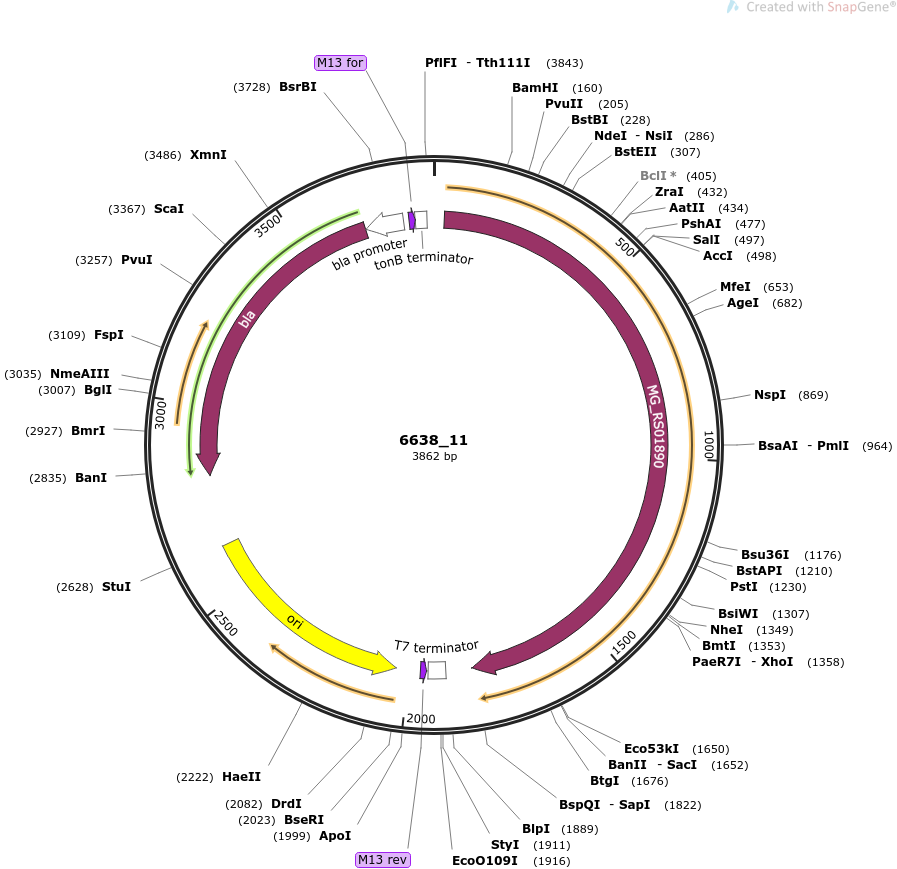 Created with SnapGene®
M13 for
PflFI - Tth111I (3843)
(3728) BsrBI
BamHI (160)
PvuII (205)
BstBI (228)
NdeI - NsiI (286)
BstEII (307)
(3486) XmnI
BclI * (405)
ZraI (432)
(3367) ScaI
AatII (434)
PshAI (477)
SalI (497)
AccI (498)
(3257) PvuI
MfeI (653)
AgeI (682)
(3109) FspI
(3035) NmeAIII
(3007) BglI
NspI (869)
(2927) BmrI
BsaAI - PmlI (964)
(2835) BanI
Bsu36I (1176)
BstAPI (1210)
(2628) StuI
PstI (1230)
BsiWI (1307)
NheI (1349)
BmtI (1353)
PaeR7I - XhoI (1358)
Eco53kI (1650)
BanII - SacI (1652)
(2222) HaeII
BtgI (1676)
(2082) DrdI
BspQI - SapI (1822)
(2023) BseRI
BlpI (1889)
(1999) ApoI
StyI (1911)
M13 rev
EcoO109I (1916)
500
1000
1500
2000
2500
3000
3500
bla promoter
tonB terminator
bla
MG_RS01890
6638_11
3862 bp
ori
T7 terminator